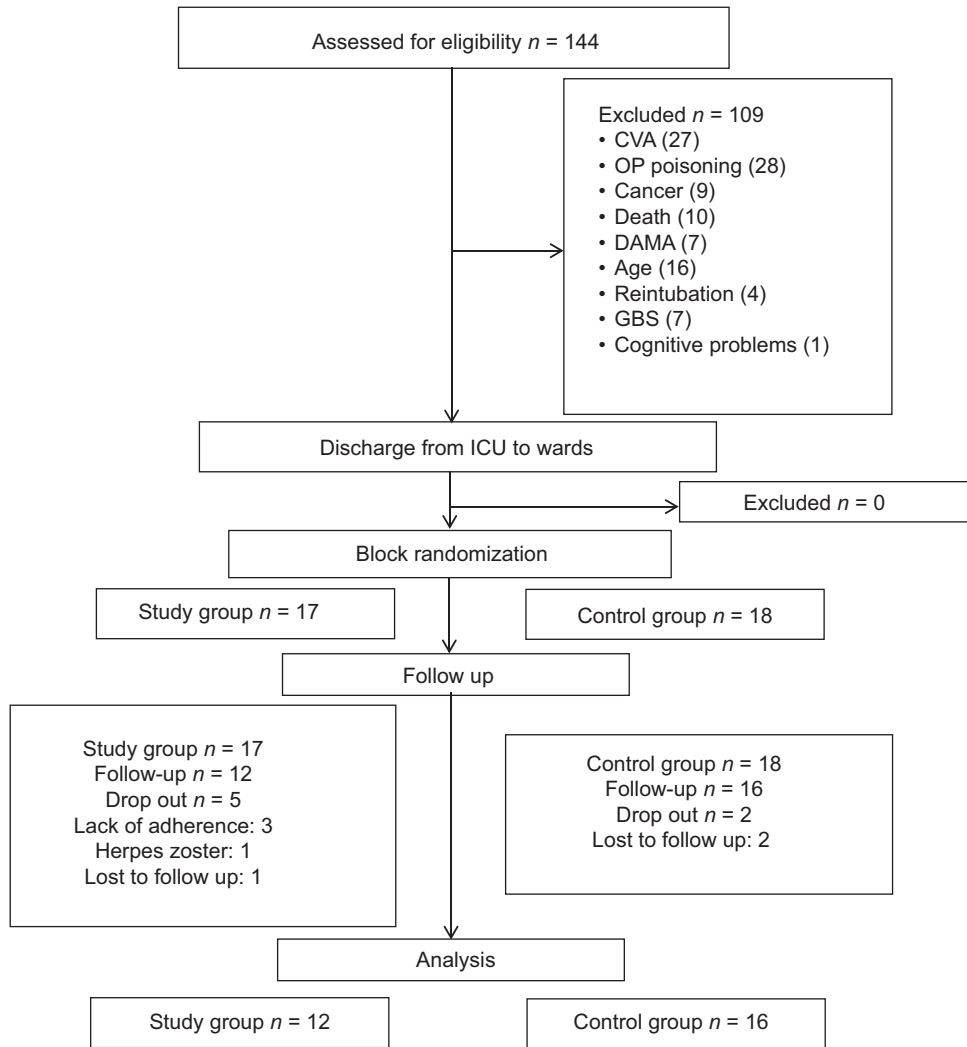 Assessed for eligibility n = 144
Excluded n = 109
• CVA (27)
• OP poisoning (28)
• Cancer (9)
• Death (10)
• DAMA (7)
• Age (16)
• Reintubation (4)
• GBS (7)
• Cognitive problems (1)
Discharge from ICU to wards
Excluded n = 0
Block randomization
Study group n = 17
Control group n = 18
Follow up
Study group n = 17
Follow-up n = 12
Drop out n = 5
Lack of adherence: 3
Herpes zoster: 1
Lost to follow up: 1
Control group n = 18
Follow-up n = 16
Drop out n = 2
Lost to follow up: 2
Analysis
Study group n = 12
Control group n = 16